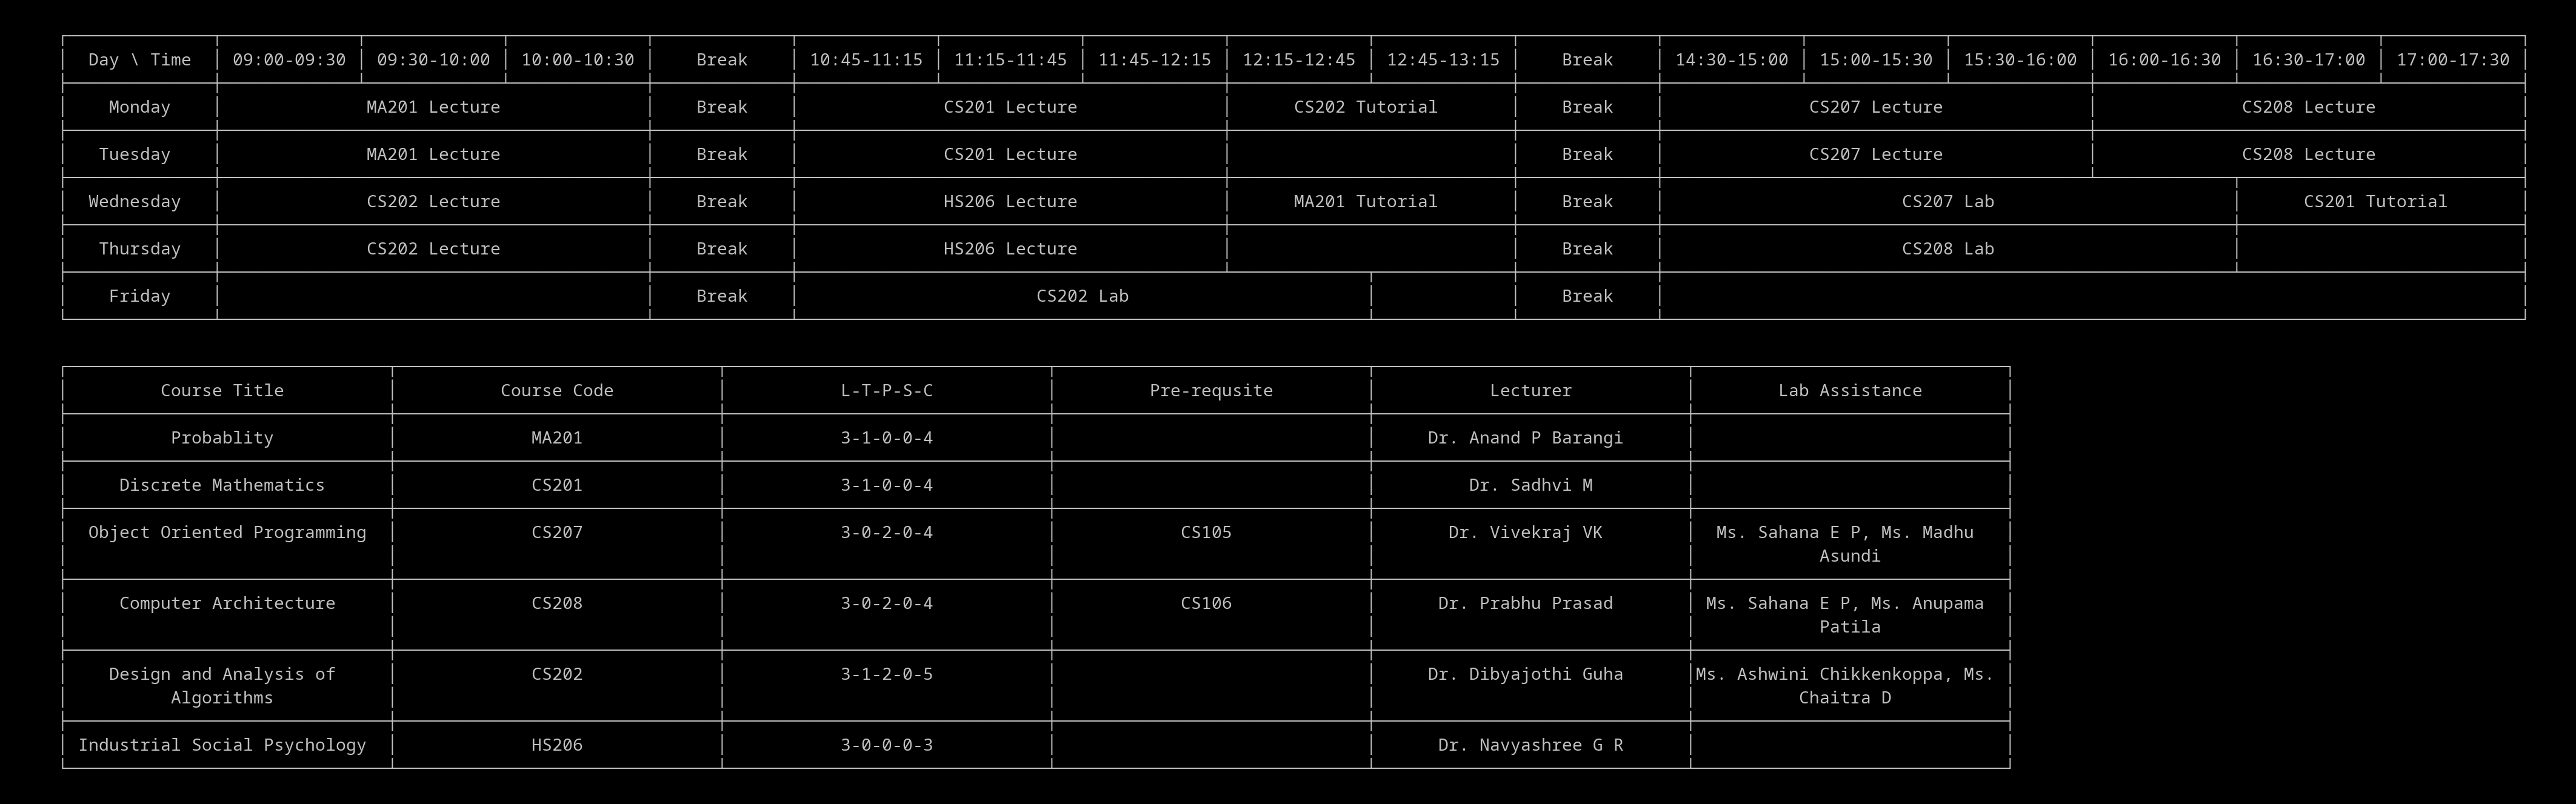 Day \ Time 09:00-09:30 09:30-10:00 10:00-10:30 Break 10:45-11:15 11:15-11:45 11:45-12:15 12:15-12:45 12:45-13:15 Break 14:30-15:00 15:00-15:30 15:30-16:00 16:00-16:30 16:30-17:00 17:00-17:30
Monday MA201 Lecture Break CS201 Lecture CS202 Tutorial Break CS207 Lecture CS208 Lecture
Tuesday MA201 Lecture Break CS201 Lecture Break CS207 Lecture CS208 Lecture
Wednesday CS202 Lecture Break HS206 Lecture MA201 Tutorial Break CS207 Lab CS201 Tutorial
Thursday CS202 Lecture Break HS206 Lecture Break CS208 Lab
Friday Break CS202 Lab Break
Course Title Course Code L-T-P-S-C Pre-requsite Lecturer Lab Assistance
Probablity MA201 3-1-0-0-4 Dr. Anand P Barangi
Discrete Mathematics CS201 3-1-0-0-4 Dr. Sadhvi M
Object Oriented Programming CS207 3-0-2-0-4 CS105 Dr. Vivekraj VK Ms. Sahana E P, Ms. Madhu
Asundi
Computer Architecture CS208 3-0-2-0-4 CS106 Dr. Prabhu Prasad Ms. Sahana E P, Ms. Anupama
Patila
Design and Analysis of CS202 3-1-2-0-5 Dr. Dibyajothi Guha Ms. Ashwini Chikkenkoppa, Ms.
Algorithms Chaitra D
Industrial Social Psychology HS206 3-0-0-0-3 Dr. Navyashree G R